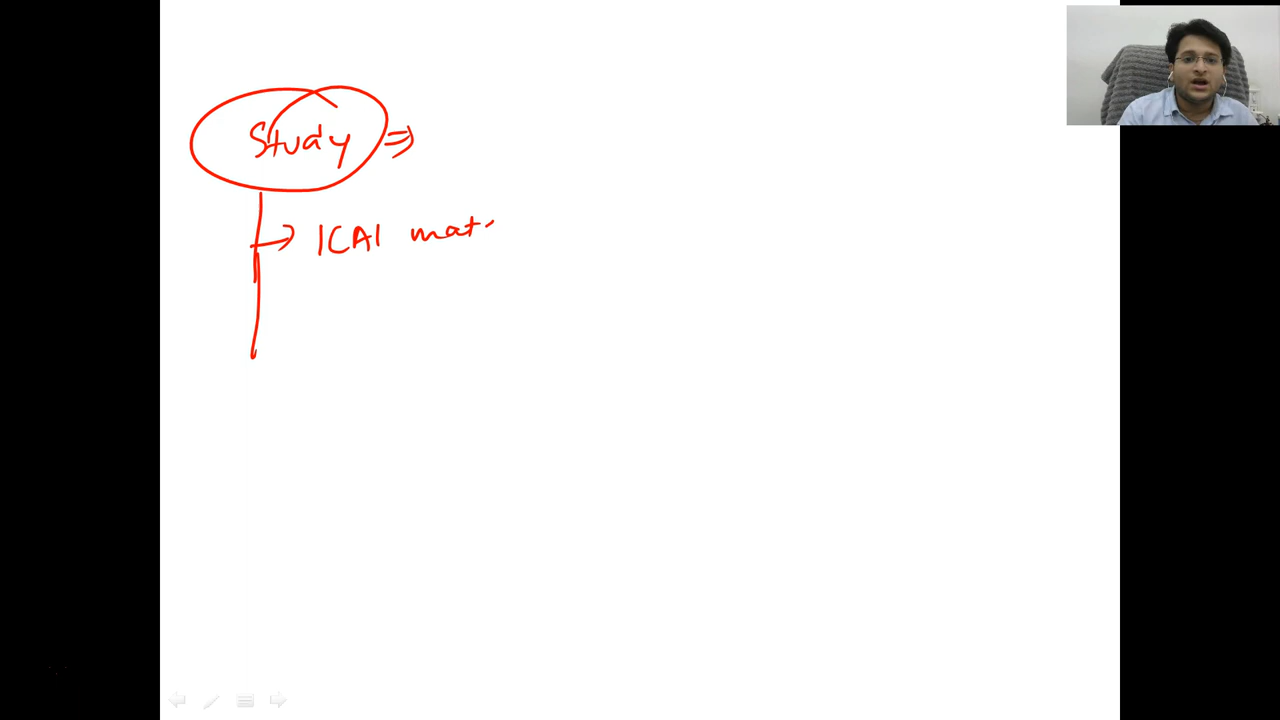 Study ⇒
→ ICAI mat